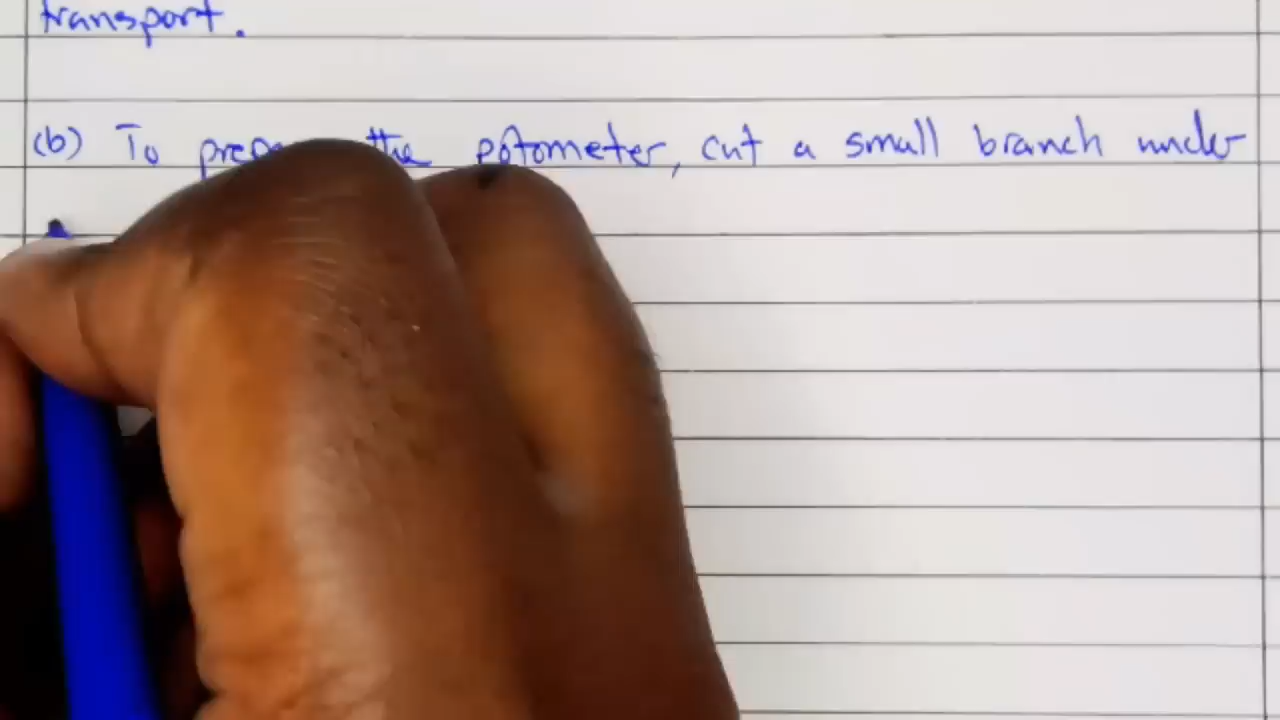 transport.
(b) To the potometer, cut a small branch under